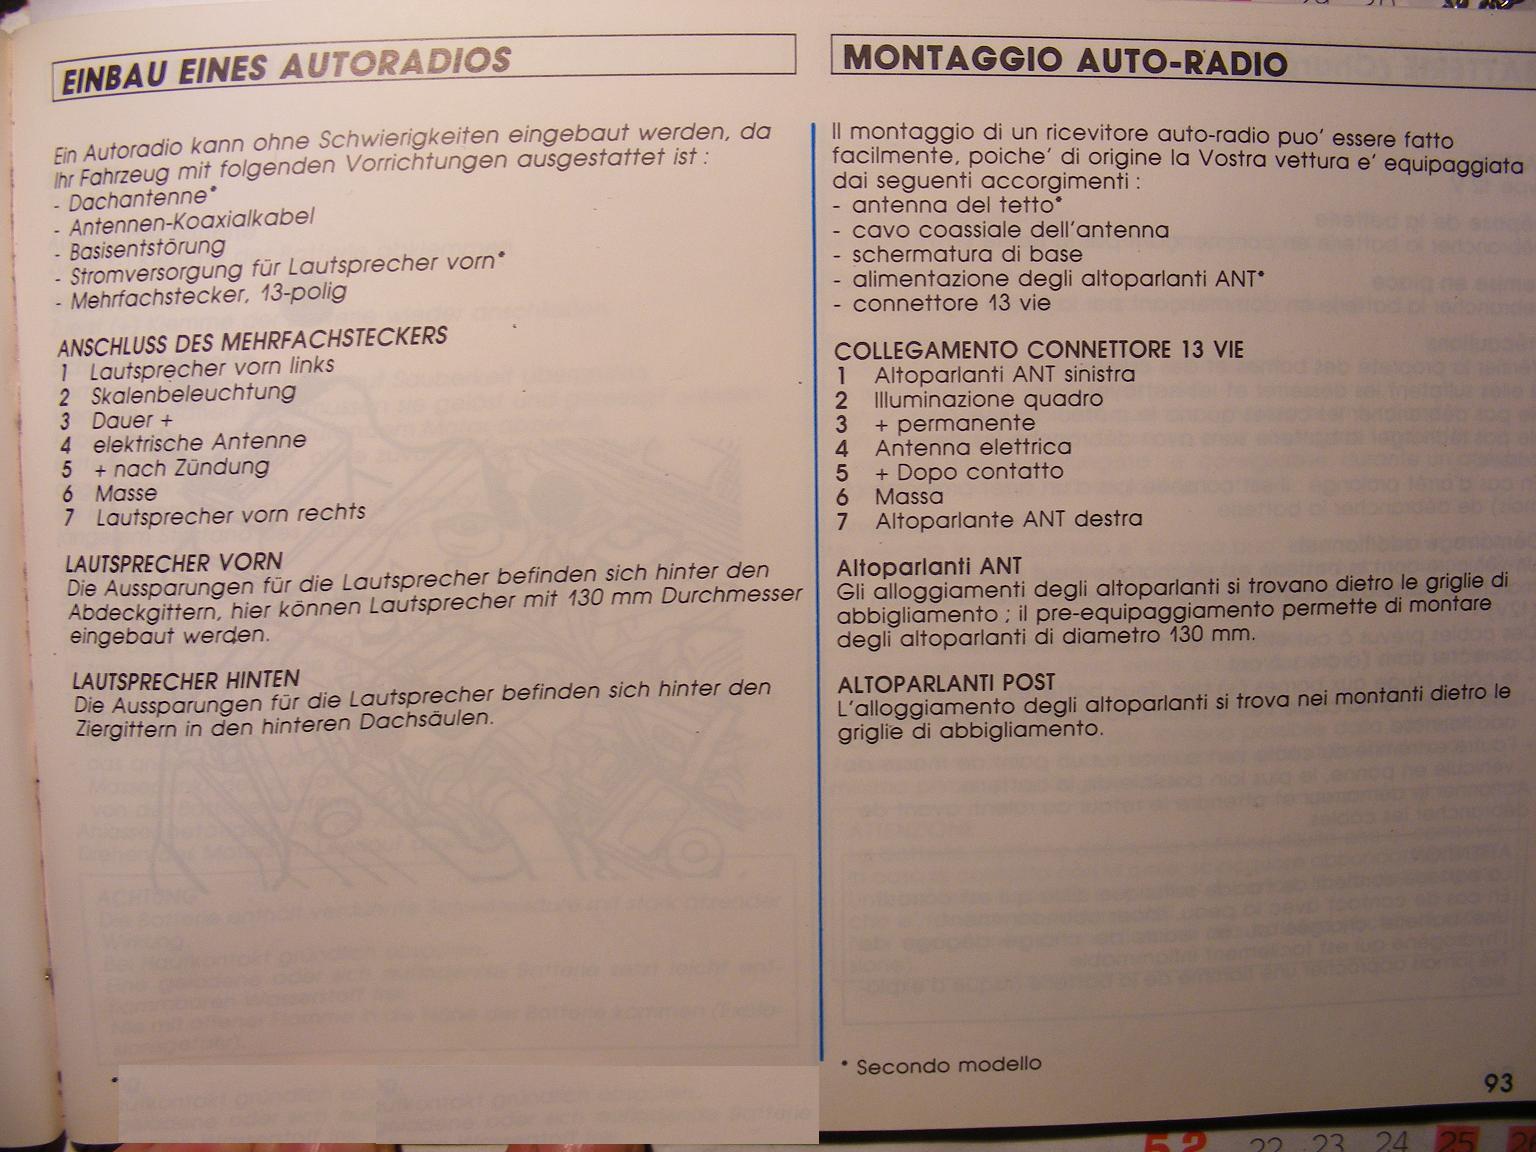 EINBAU EINES AUTORADIOS
Ein Autoradio kann ohne Schwierigkeiten eingebaut werden, da
Ihr Fahrzeug mit folgenden Vorrichtungen ausgestattet ist :
- Dachantenne*
- Antennen-Koaxialkabel
- Basisentstörung
- Stromversorgung für Lautsprecher vorn*
- Mehrfachstecker, 13-polig
ANSCHLUSS DES MEHRFACHSTECKERS
1 Lautsprecher vorn links
2 Skalenbeleuchtung
3 Dauer +
4 elektrische Antenne
5 + nach Zündung
6 Masse
7 Lautsprecher vorn rechts
LAUTSPRECHER VORN
Die Aussparungen für die Lautsprecher befinden sich hinter den
Abdeckgittern, hier können Lautsprecher mit 130 mm Durchmesser
eingebaut werden.
LAUTSPRECHER HINTEN
Die Aussparungen für die Lautsprecher befinden sich hinter den
Ziergittern in den hinteren Dachsäulen.
*
MONTAGGIO AUTO-RADIO
Il montaggio di un ricevitore auto-radio puo' essere fatto
facilmente, poiche' di origine la Vostra vettura e' equipaggiata
dai seguenti accorgimenti :
- antenna del tetto*
- cavo coassiale dell'antenna
- schermatura di base
- alimentazione degli altoparlanti ANT*
- connettore 13 vie
COLLEGAMENTO CONNETTORE 13 VIE
1 Altoparlanti ANT sinistra
2 Illuminazione quadro
3 + permanente
4 Antenna elettrica
5 + Dopo contatto
6 Massa
7 Altoparlante ANT destra
Altoparlanti ANT
Gli alloggiamenti degli altoparlanti si trovano dietro le griglie di
abbigliamento ; il pre-equipaggiamento permette di montare
degli altoparlanti di diametro 130 mm.
ALTOPARLANTI POST
L'alloggiamento degli altoparlanti si trova nei montanti dietro le
griglie di abbigliamento.
* Secondo modello
93
52 22 23 24 25